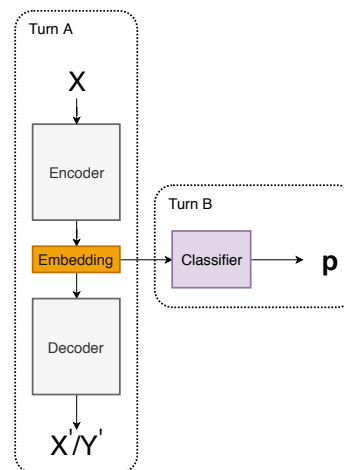 Turn A
X
Encoder
Turn B
Embedding
Classifier
p
Decoder
X'/Y'